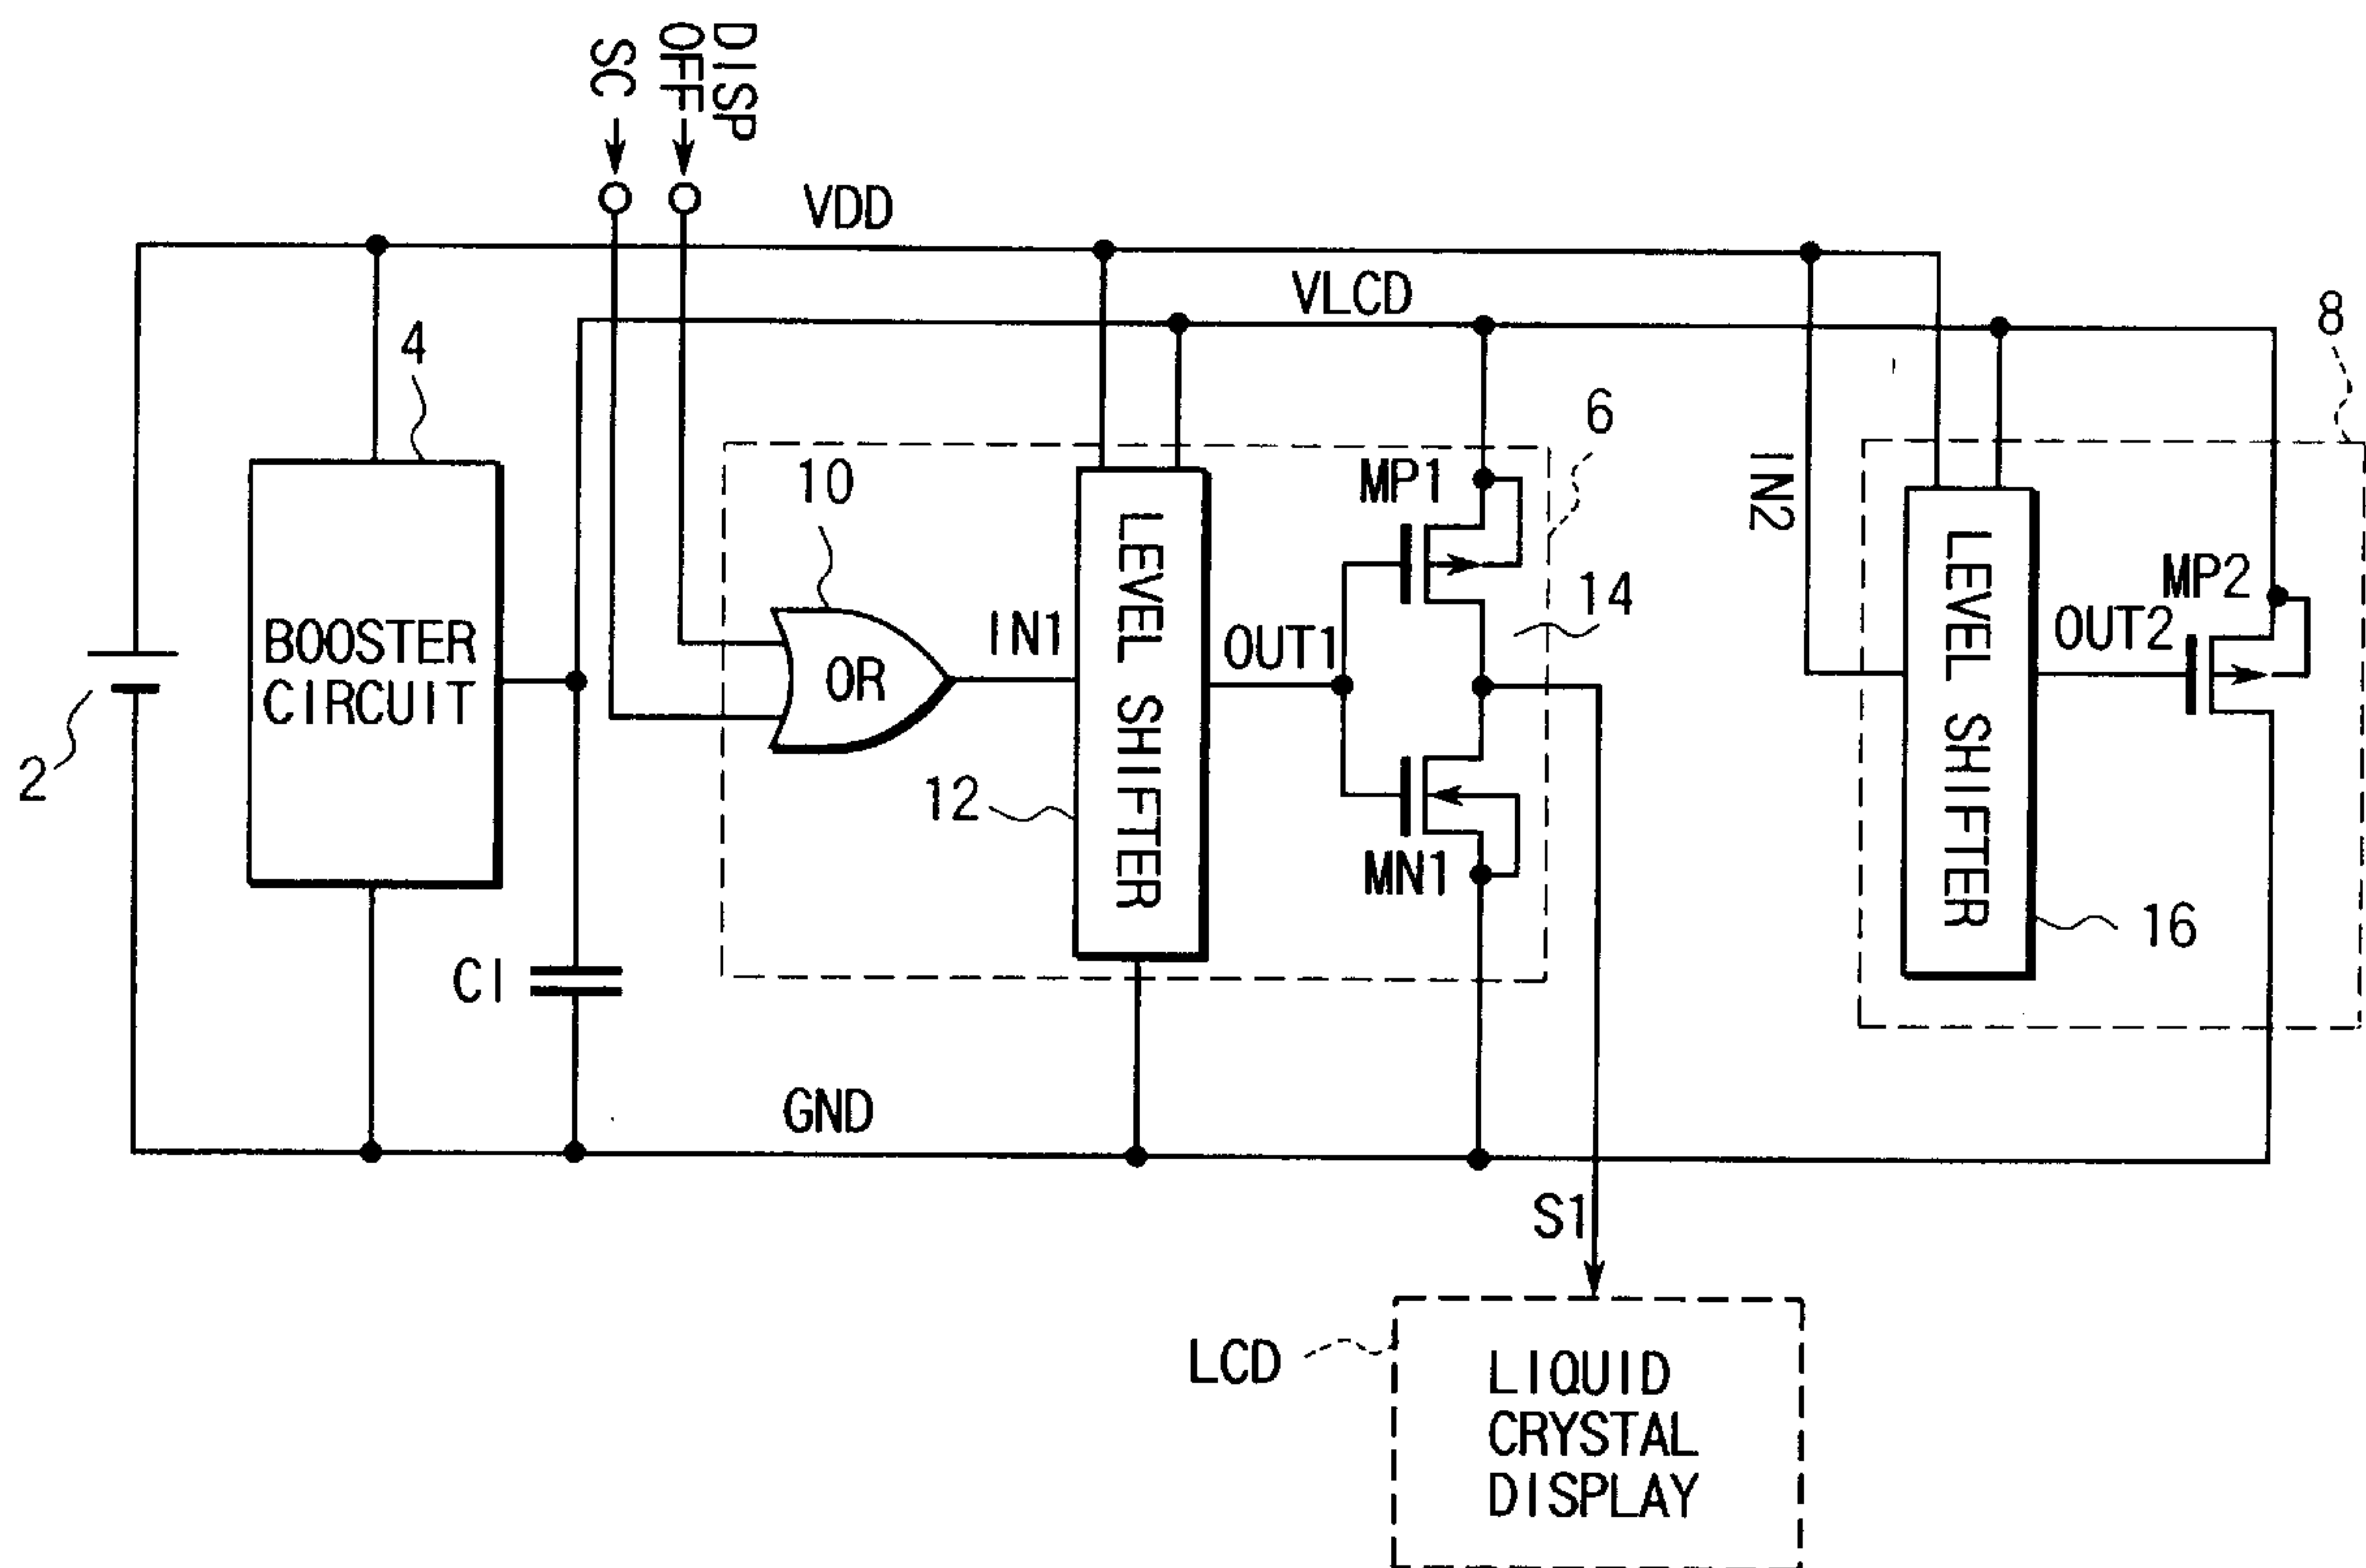 DISP
OFF
SC
VDD
VLCD
8
4
6
10
MP1
IN2
14
MP2
BOOSTER
CIRCUIT
OR
IN1
LEVEL SHIFTER
OUT1
LEVEL SHIFTER
OUT2
2
12
MN1
16
C1
GND
S1
LCD
LIQUID
CRYSTAL
DISPLAY